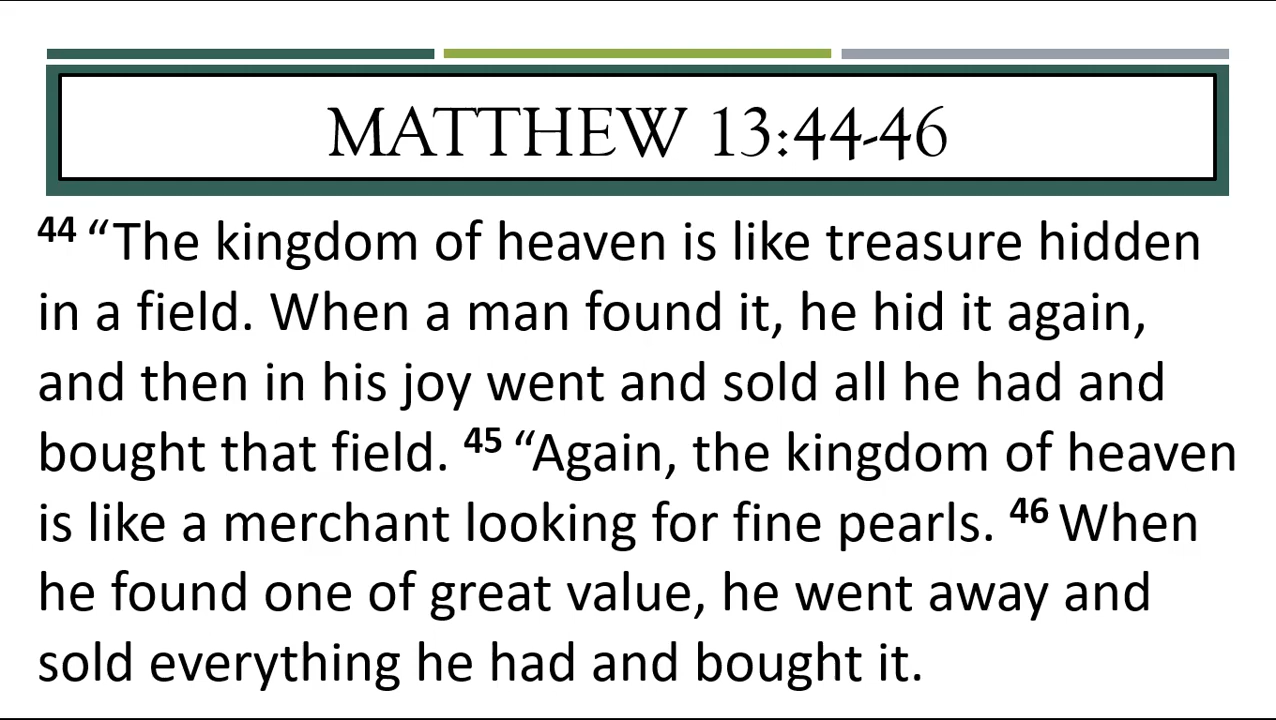 MATTHEW 13:44-46
44 “The kingdom of heaven is like treasure hidden
in a field. When a man found it, he hid it again,
and then in his joy went and sold all he had and
bought that field. 45 “Again, the kingdom of heaven
is like a merchant looking for fine pearls. 46 When
he found one of great value, he went away and
sold everything he had and bought it.